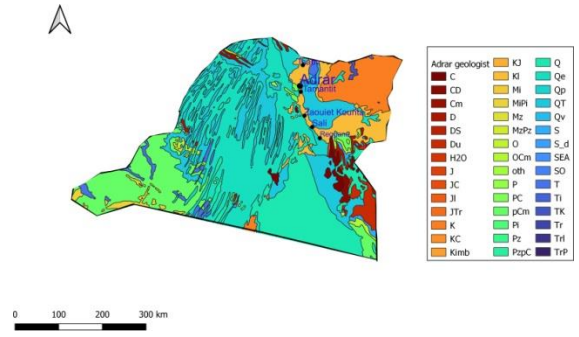 Adrar
Tamantit
Zaouiet Kounta
Sali
Reggane
Adrar geologist
C
CD
Cm
D
DS
Du
H2O
J
JC
Jl
JTr
K
KC
Kimb
KJ
Kl
Mi
MiPi
Mz
MzPz
O
OCm
oth
P
PC
pCm
Pi
Pz
PzpC
Q
Qe
Qp
QT
Qv
S
S_d
SEA
SO
T
Ti
TK
Tr
Trl
TrP
0 100 200 300 km